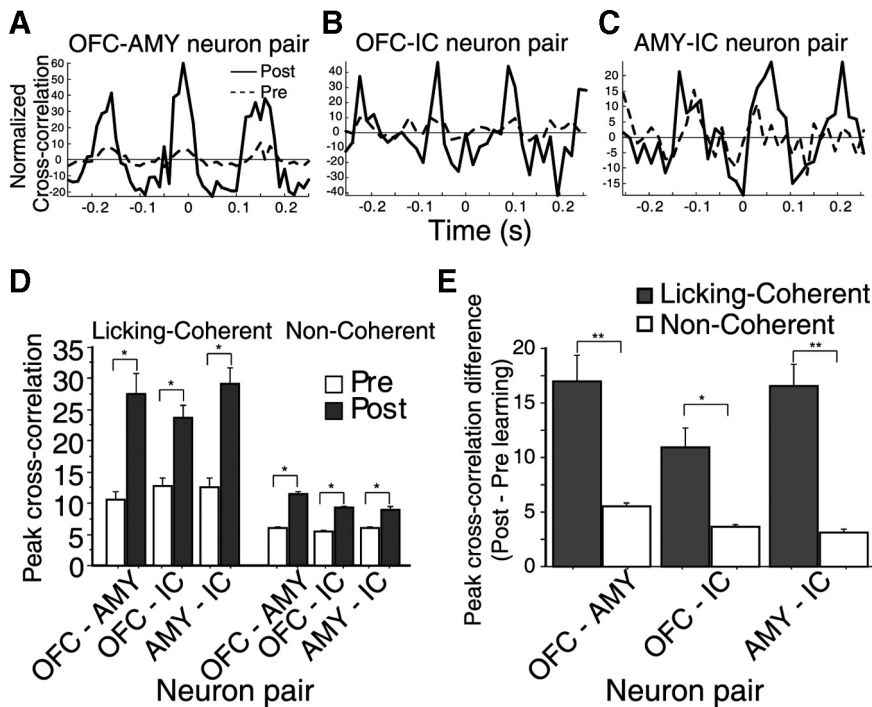 A
OFC-AMY neuron pair
B
OFC-IC neuron pair
C
AMY-IC neuron pair
Normalized
Cross-correlation
60
50
40
30
20
10
0
-10
-20
Post
Pre
-0.2 -0.1 0 0.1 0.2
40
30
20
10
0
-10
-20
-30
-40
-0.2 -0.1 0 0.1 0.2
20
15
10
5
0
-5
-10
-15
-0.2 -0.1 0 0.1 0.2
Time (s)
D
Licking-Coherent Non-Coherent
Peak cross-correlation
35
30
25
20
15
10
5
0
* * * * * *
Pre
Post
OFC - AMY
OFC - IC
AMY - IC
OFC - AMY
OFC - IC
AMY - IC
Neuron pair
E
Licking-Coherent
Non-Coherent
Peak cross-correlation difference
(Post - Pre learning)
20
15
10
5
0
** * **
OFC - AMY
OFC - IC
AMY - IC
Neuron pair